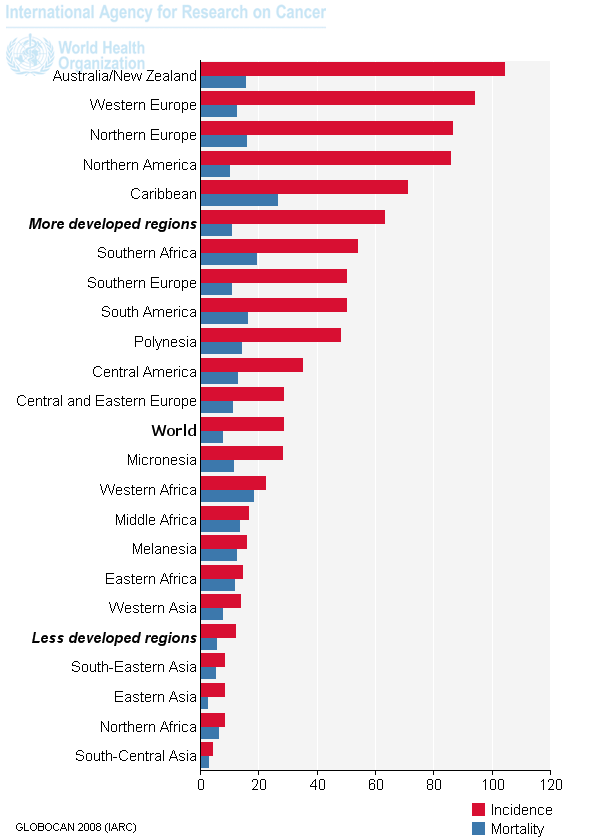 International Agency for Research on Cancer
World Health
Organization
Australia/New Zealand
Western Europe
Northern Europe
Northern America
Caribbean
More developed regions
Southern Africa
Southern Europe
South America
Polynesia
Central America
Central and Eastern Europe
World
Micronesia
Western Africa
Middle Africa
Melanesia
Eastern Africa
Western Asia
Less developed regions
South-Eastern Asia
Eastern Asia
Northern Africa
South-Central Asia
0 20 40 60 80 100 120
Incidence
Mortality
GLOBOCAN 2008 (IARC)